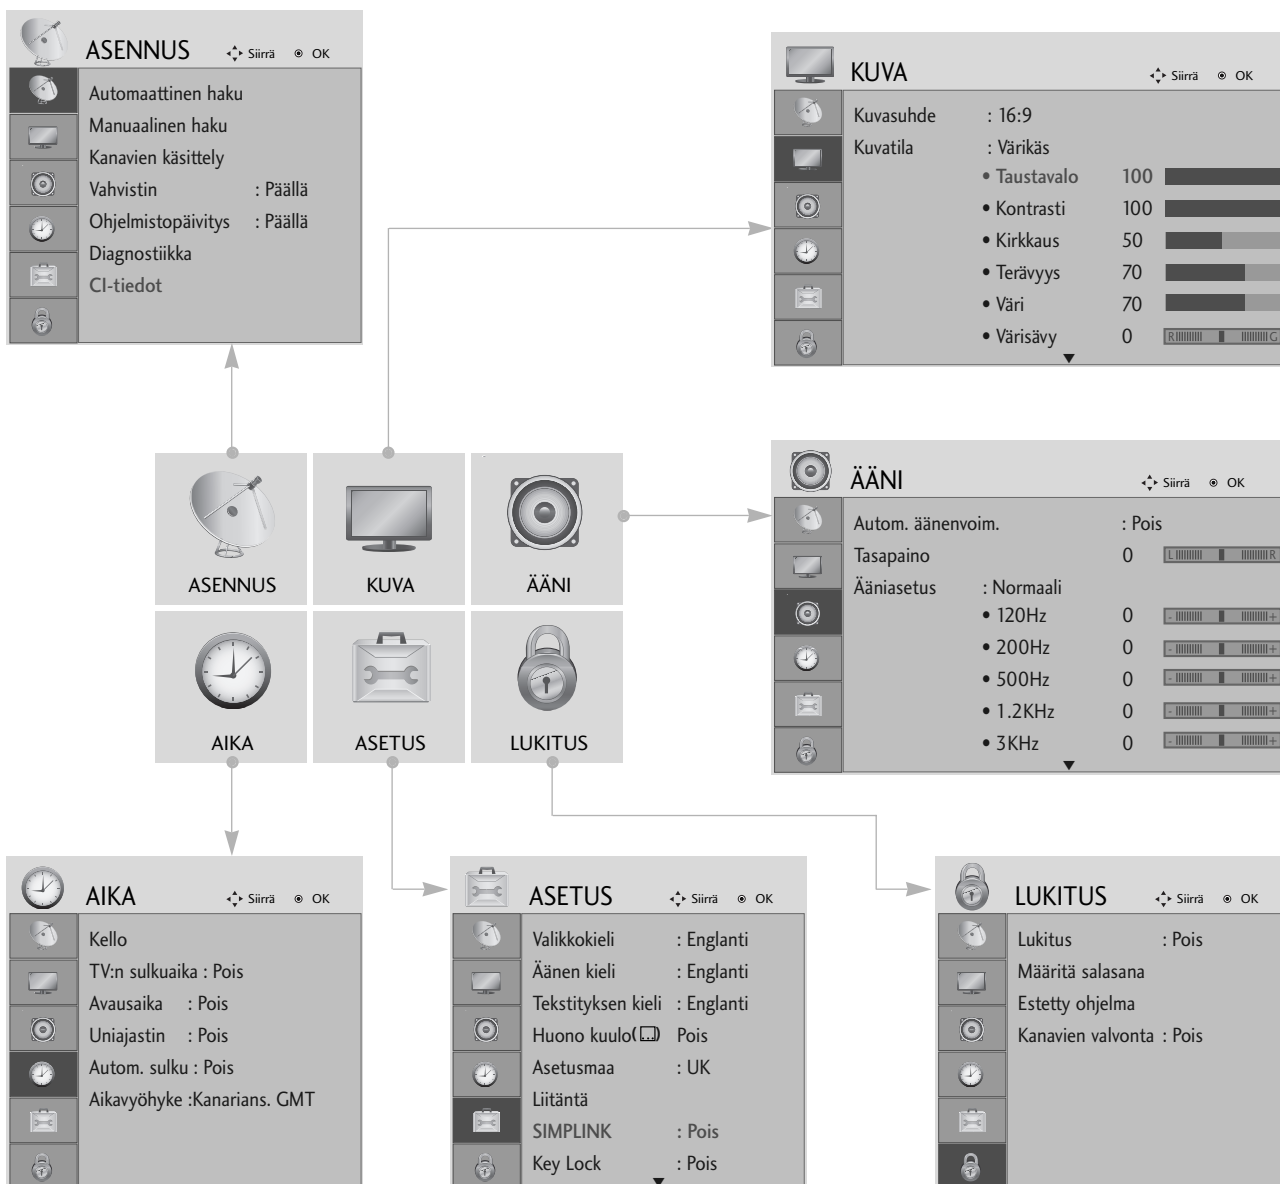 ASENNUS Siirrä OK
Automaattinen haku
Manuaalinen haku
Kanavien käsittely
Vahvistin : Päällä
Ohjelmistopäivitys : Päällä
Diagnostiikka
CI-tiedot
KUVA Siirrä OK
Kuvasuhde : 16:9
Kuvatila : Värikäs
• Taustavalo 100
• Kontrasti 100
• Kirkkaus 50
• Terävyys 70
• Väri 70
• Värisävy 0 R G
ASENNUS KUVA ÄÄNI
AIKA ASETUS LUKITUS
ÄÄNI Siirrä OK
Autom. äänenvoim. : Pois
Tasapaino 0 L R
Ääniasetus : Normaali
• 120Hz 0 - +
• 200Hz 0 - +
• 500Hz 0 - +
• 1.2KHz 0 - +
• 3KHz 0 - +
AIKA Siirrä OK
Kello
TV:n sulkuaika : Pois
Avausaika : Pois
Uniajastin : Pois
Autom. sulku : Pois
Aikavyöhyke :Kanarians. GMT
ASETUS Siirrä OK
Valikkokieli : Englanti
Äänen kieli : Englanti
Tekstityksen kieli : Englanti
Huono kuulo( ) Pois
Asetusmaa : UK
Liitäntä
SIMPLINK : Pois
Key Lock : Pois
LUKITUS Siirrä OK
Lukitus : Pois
Määritä salasana
Estetty ohjelma
Kanavien valvonta : Pois